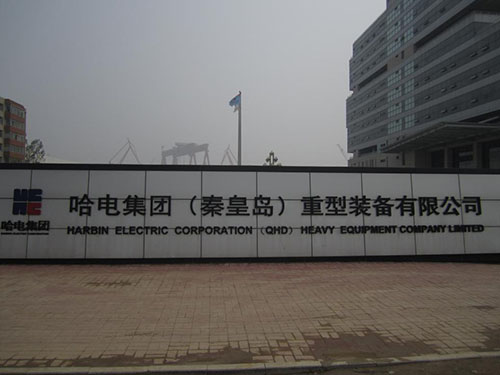 哈电集团（秦皇岛）重型装备有限公司
HARBIN ELECTRIC CORPORATION (QHD) HEAVY EQUIPMENT COMPANY LIMITED
哈电集团